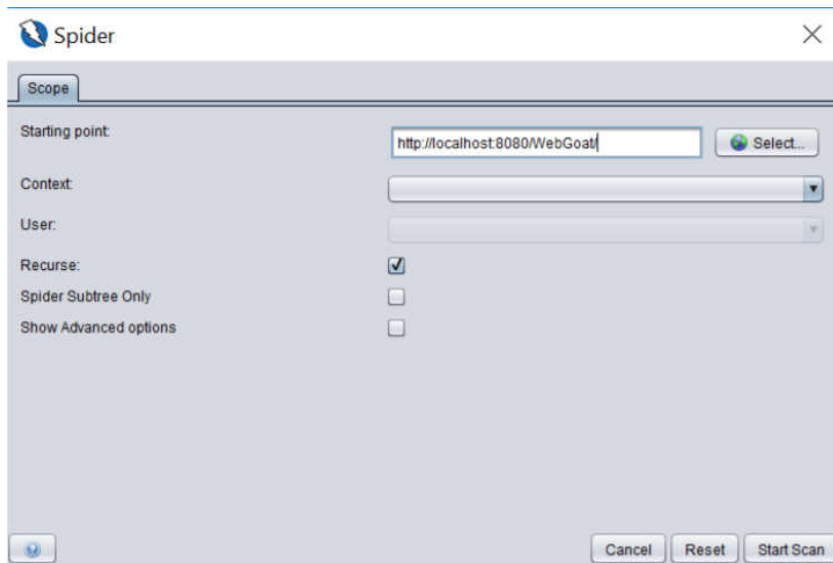 Spider
Scope
Starting point:
http://localhost:8080/WebGoat/
Select...
Context:
User:
Recurse:
Spider Subtree Only
Show Advanced options
Cancel
Reset
Start Scan